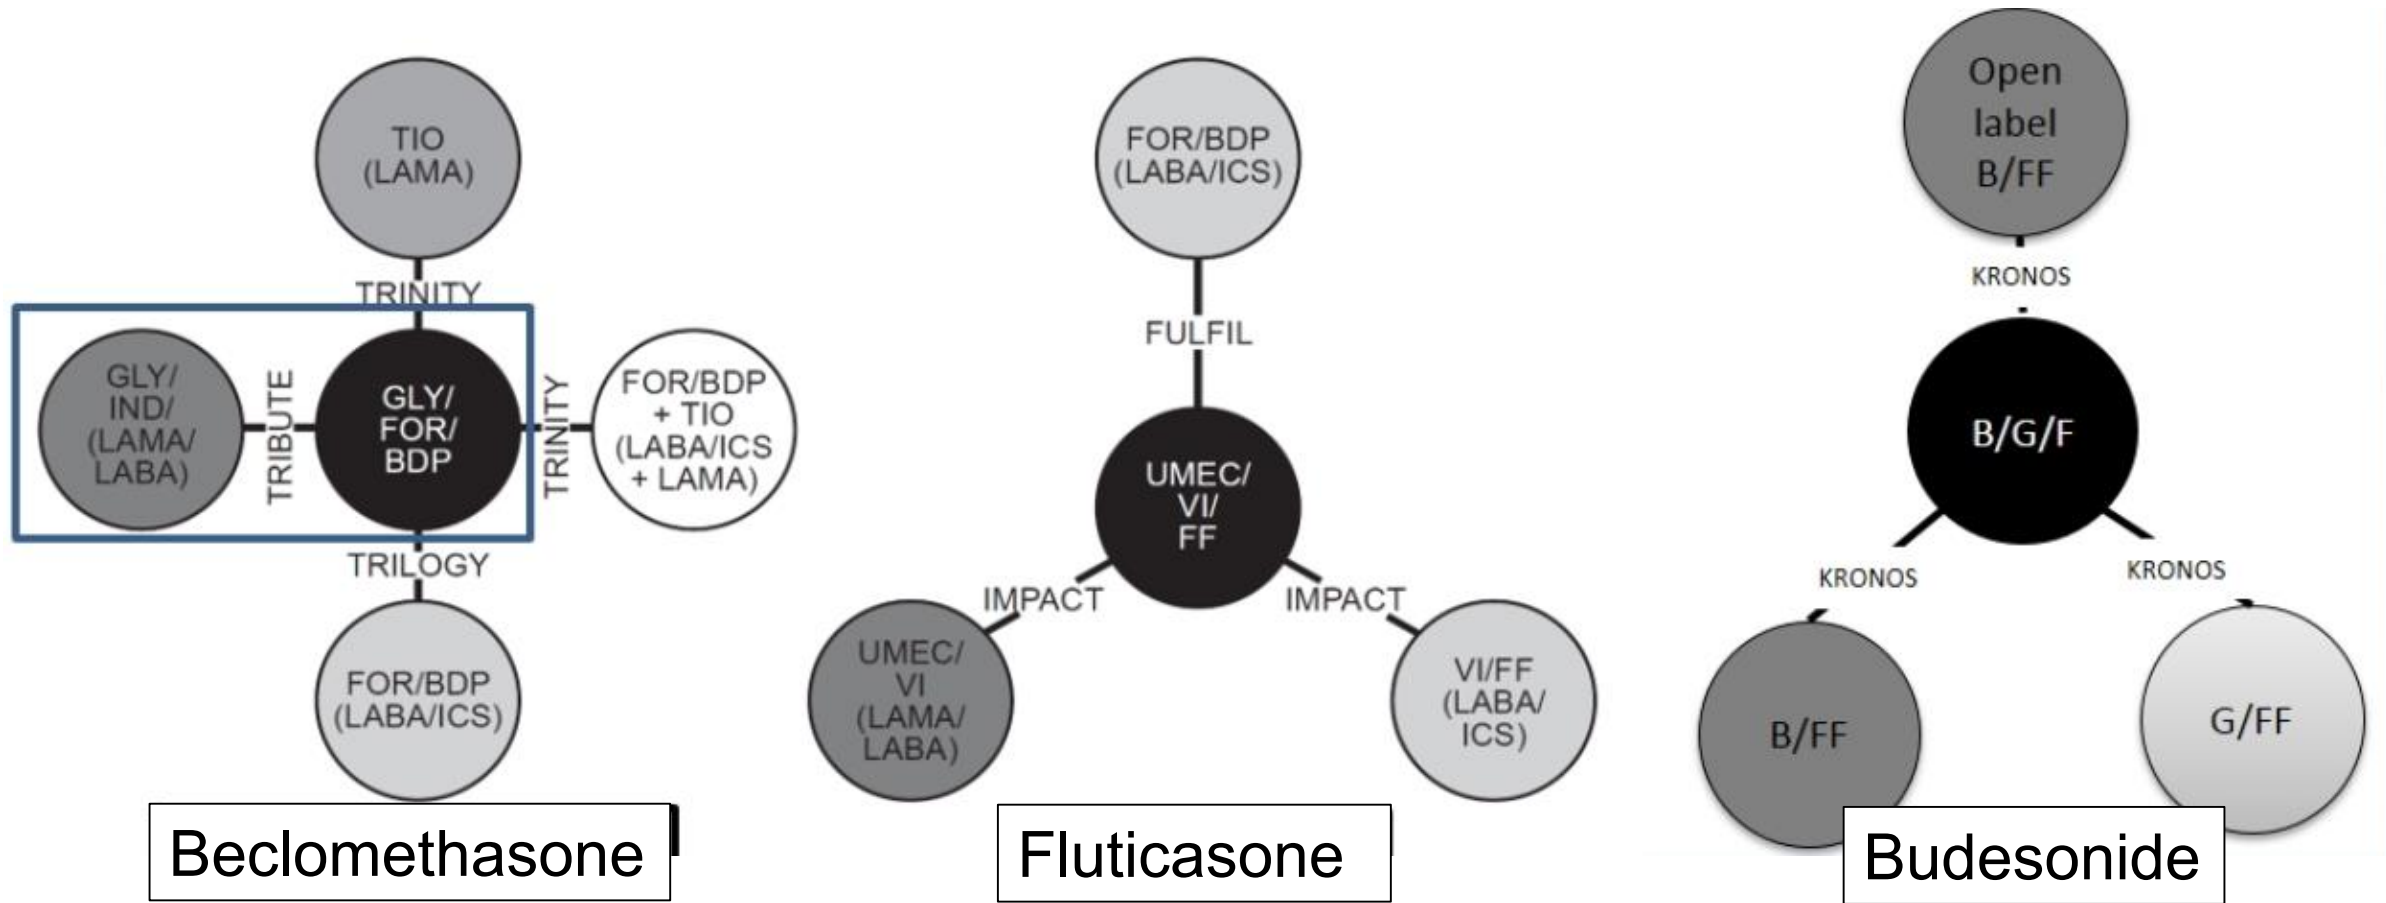 TIO
(LAMA)
TRINITY
GLY/
IND/
(LAMA/
LABA)
TRIBUTE
GLY/
FOR/
BDP
TRINITY
FOR/BDP
+ TIO
(LABA/ICS
+ LAMA)
TRILOGY
FOR/BDP
(LABA/ICS)
Beclomethasone
FOR/BDP
(LABA/ICS)
FULFIL
UMEC/
VI/
FF
IMPACT
IMPACT
UMEC/
VI
(LAMA/
LABA)
VI/FF
(LABA/
ICS)
Fluticasone
Open
label
B/FF
KRONOS
B/G/F
KRONOS
KRONOS
B/FF
G/FF
Budesonide